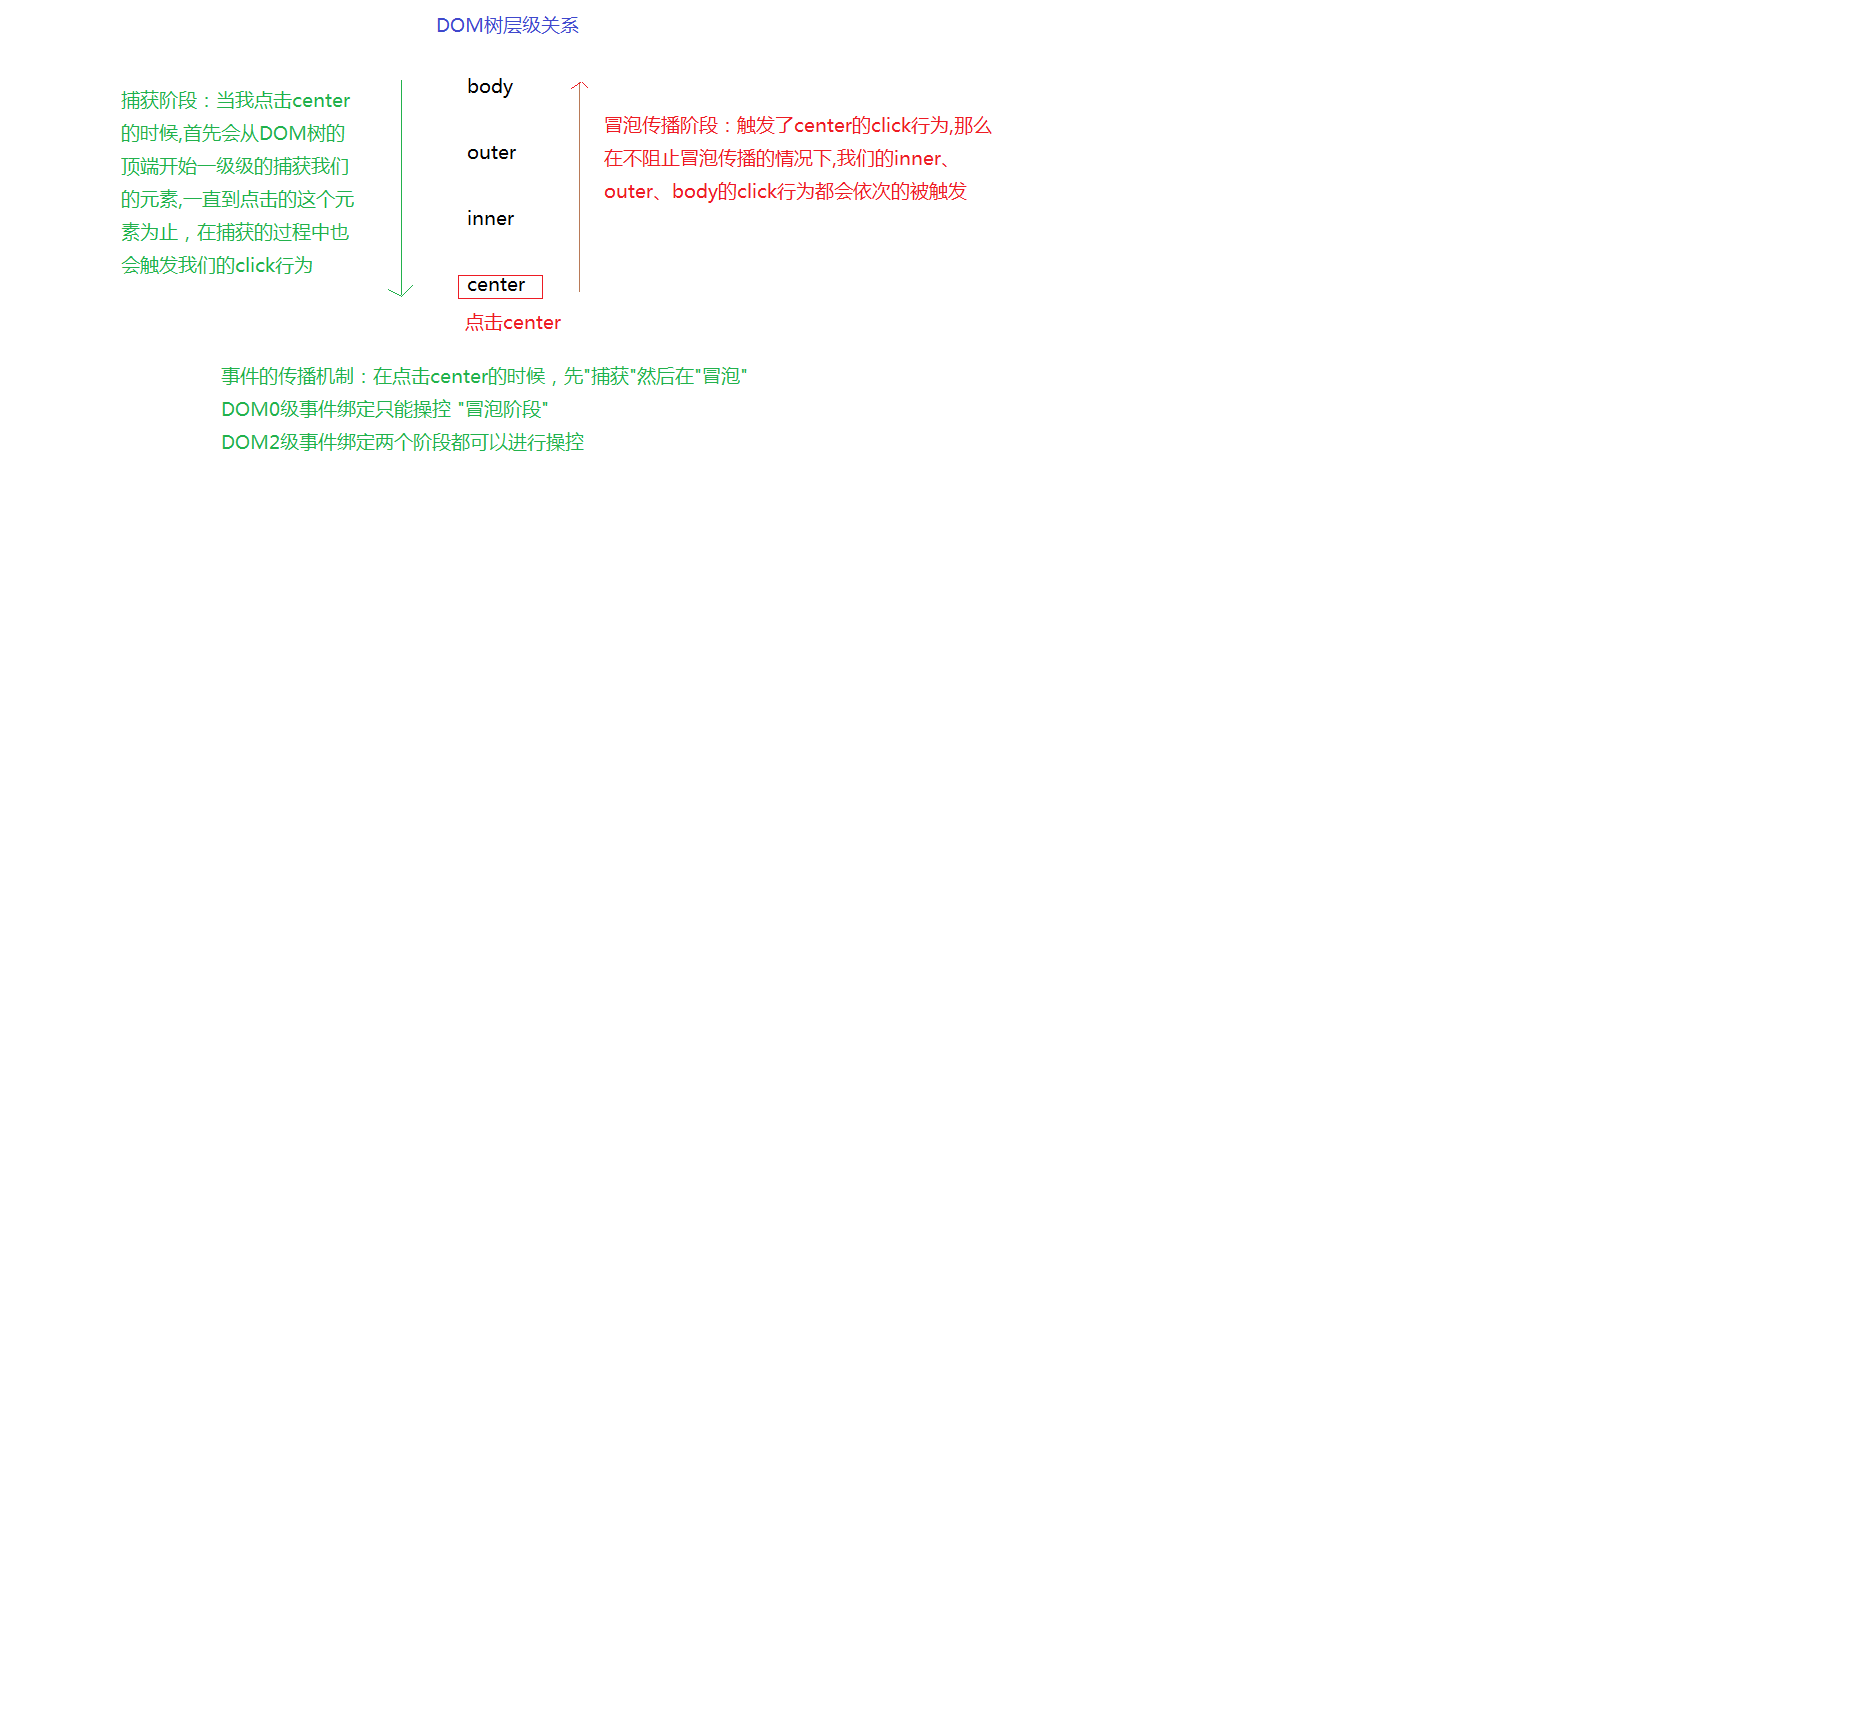 DOM树层级关系
捕获阶段：当我点击center
的时候,首先会从DOM树的
顶端开始一级级的捕获我们
的元素,一直到点击的这个元
素为止，在捕获的过程中也
会触发我们的click行为
body
outer
inner
center
点击center
冒泡传播阶段：触发了center的click行为,那么
在不阻止冒泡传播的情况下,我们的inner、
outer、body的click行为都会依次的被触发
事件的传播机制：在点击center的时候，先"捕获"然后在"冒泡"
DOM0级事件绑定只能操控 "冒泡阶段"
DOM2级事件绑定两个阶段都可以进行操控